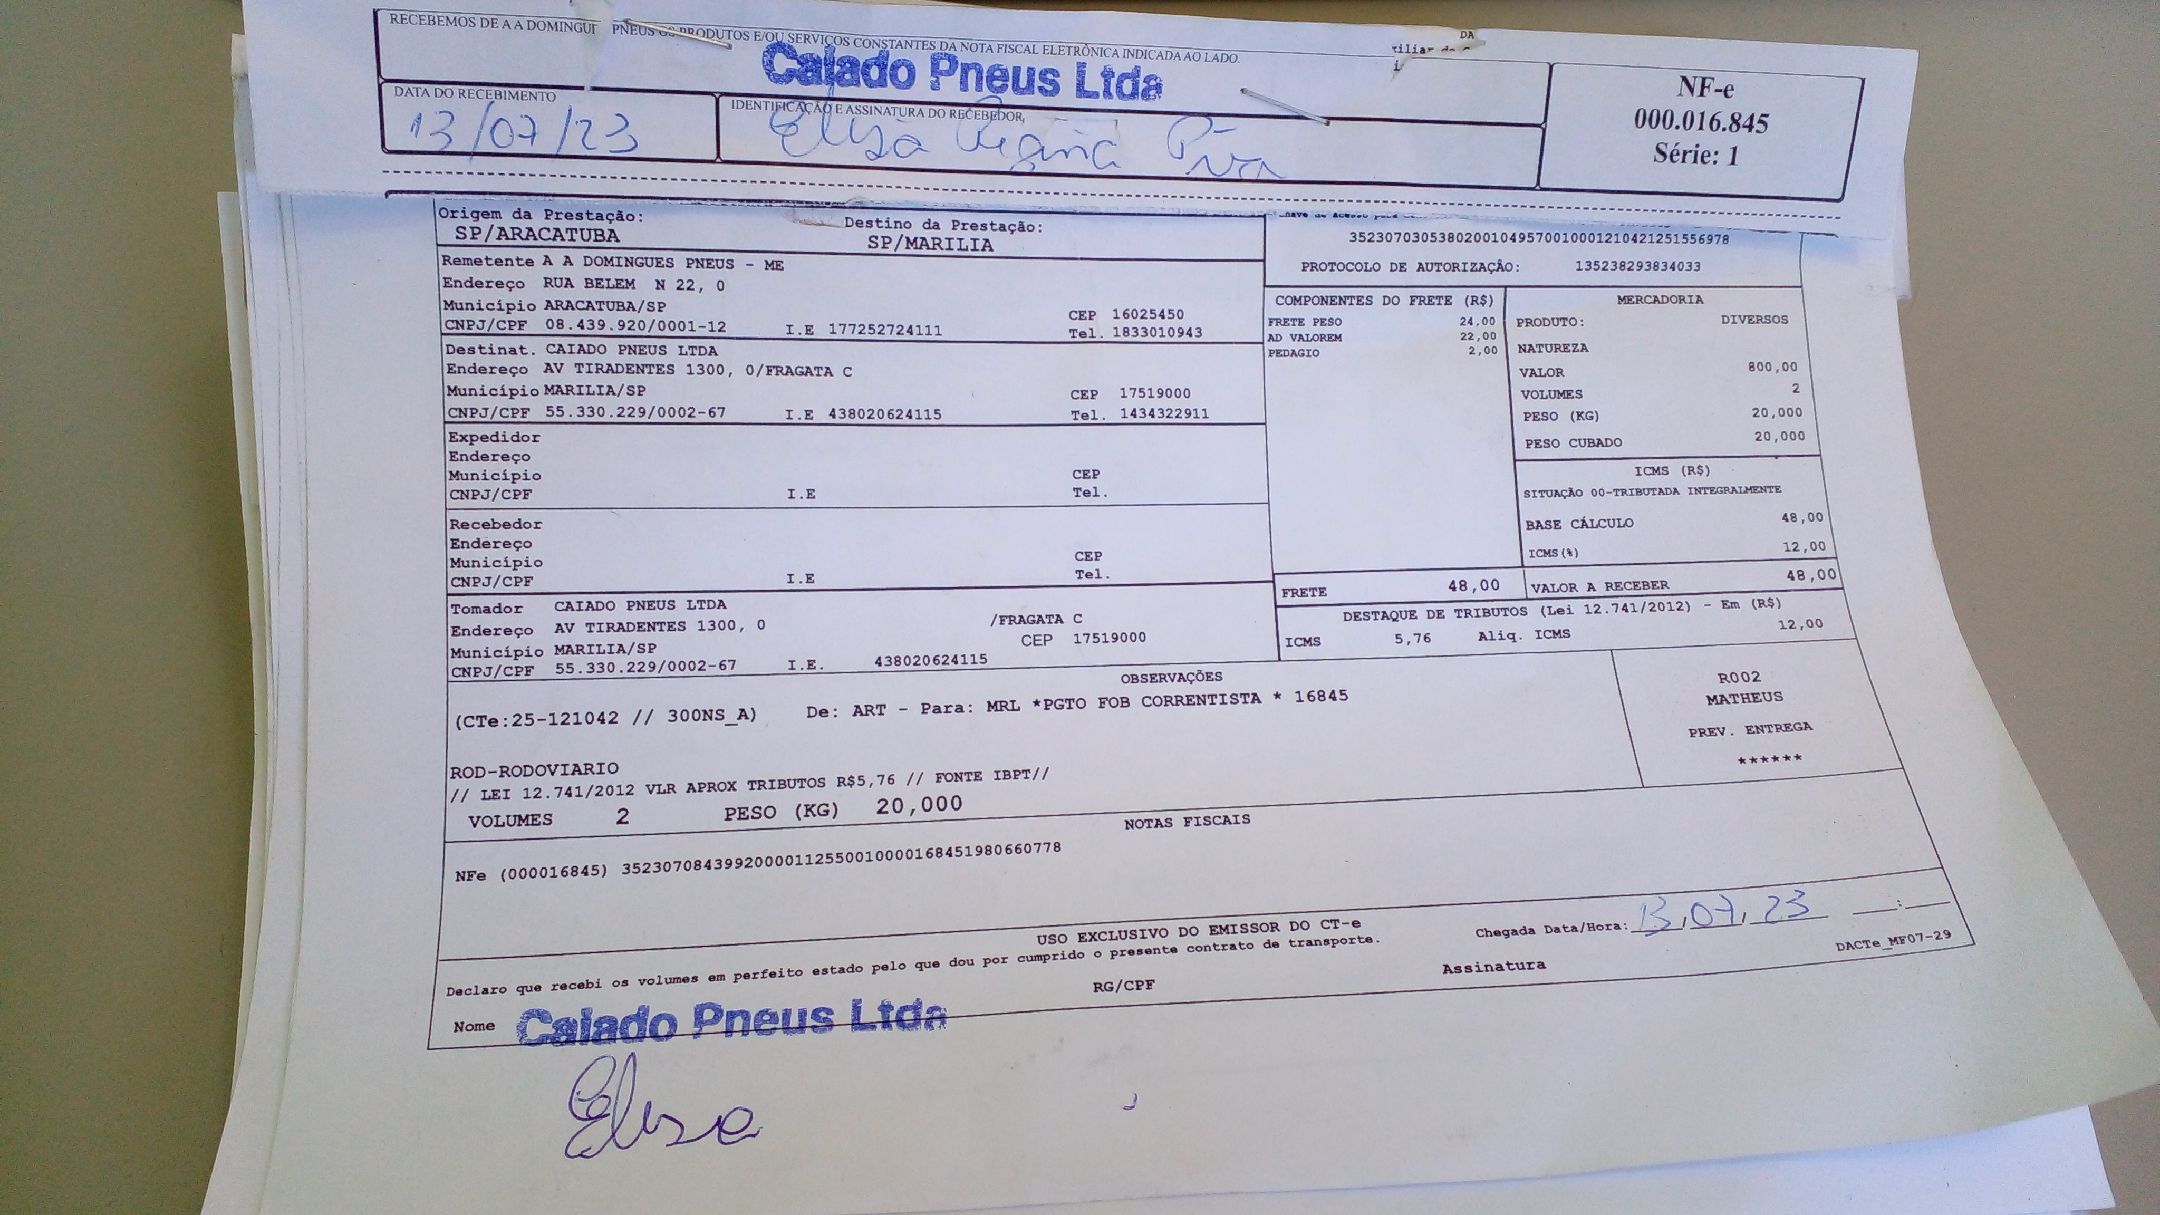 RECEBEMOS DE A A DOMINGUE PNEUS OS PRODUTOS E/OU SERVIÇOS CONSTANTES DA NOTA FISCAL ELETRÔNICA INDICADA AO LADO.
DA
Caiado Pneus Ltda
NF-e
000.016.845
Série: 1
DATA DO RECEBIMENTO
13/07/23
IDENTIFICAÇÃO E ASSINATURA DO RECEBEDOR
Elisa Regina
Origem da Prestação:
SP/ARACATUBA
Destino da Prestação:
SP/MARILIA
35230703053802001049570010001210421251556978
PROTOCOLO DE AUTORIZAÇÃO: 135238293834033
Remetente A A DOMINGUES PNEUS - ME
Endereço RUA BELEM N 22, 0
Município ARACATUBA/SP CEP 16025450
CNPJ/CPF 08.439.920/0001-12 I.E 177252724111 Tel. 1833010943
Destinat. CAIADO PNEUS LTDA
Endereço AV TIRADENTES 1300, 0/FRAGATA C
Município MARILIA/SP CEP 17519000
CNPJ/CPF 55.330.229/0002-67 I.E 438020624115 Tel. 1434322911
Expedidor
Endereço
Município CEP
CNPJ/CPF I.E Tel.
Recebedor
Endereço
Município CEP
CNPJ/CPF I.E Tel.
Tomador CAIADO PNEUS LTDA
Endereço AV TIRADENTES 1300, 0 /FRAGATA C
Município MARILIA/SP CEP 17519000
CNPJ/CPF 55.330.229/0002-67 I.E. 438020624115
COMPONENTES DO FRETE (R$)
FRETE PESO 24,00
AD VALOREM 22,00
PEDAGIO 2,00
MERCADORIA
PRODUTO: DIVERSOS
NATUREZA
VALOR 800,00
VOLUMES 2
PESO (KG) 20,000
PESO CUBADO 20,000
ICMS (R$)
SITUAÇÃO 00-TRIBUTADA INTEGRALMENTE
BASE CÁLCULO 48,00
ICMS(%) 12,00
FRETE 48,00 VALOR A RECEBER 48,00
DESTAQUE DE TRIBUTOS (Lei 12.741/2012) - Em (R$)
ICMS 5,76 Aliq. ICMS 12,00
OBSERVAÇÕES
(CTe:25-121042 // 300NS_A) De: ART - Para: MRL *PGTO FOB CORRENTISTA * 16845
R002
MATHEUS
PREV. ENTREGA
******
ROD-RODOVIARIO
// LEI 12.741/2012 VLR APROX TRIBUTOS R$5,76 // FONTE IBPT//
VOLUMES 2 PESO (KG) 20,000
NOTAS FISCAIS
NFe (000016845) 35230708439920000112550010000168451980660778
USO EXCLUSIVO DO EMISSOR DO CT-e
Declaro que recebi os volumes em perfeito estado pelo que dou por cumprido o presente contrato de transporte.
Chegada Data/Hora: 13,07,23 __:__
DACTe_MF07-29
Nome Caiado Pneus Ltda RG/CPF Assinatura
Elisa